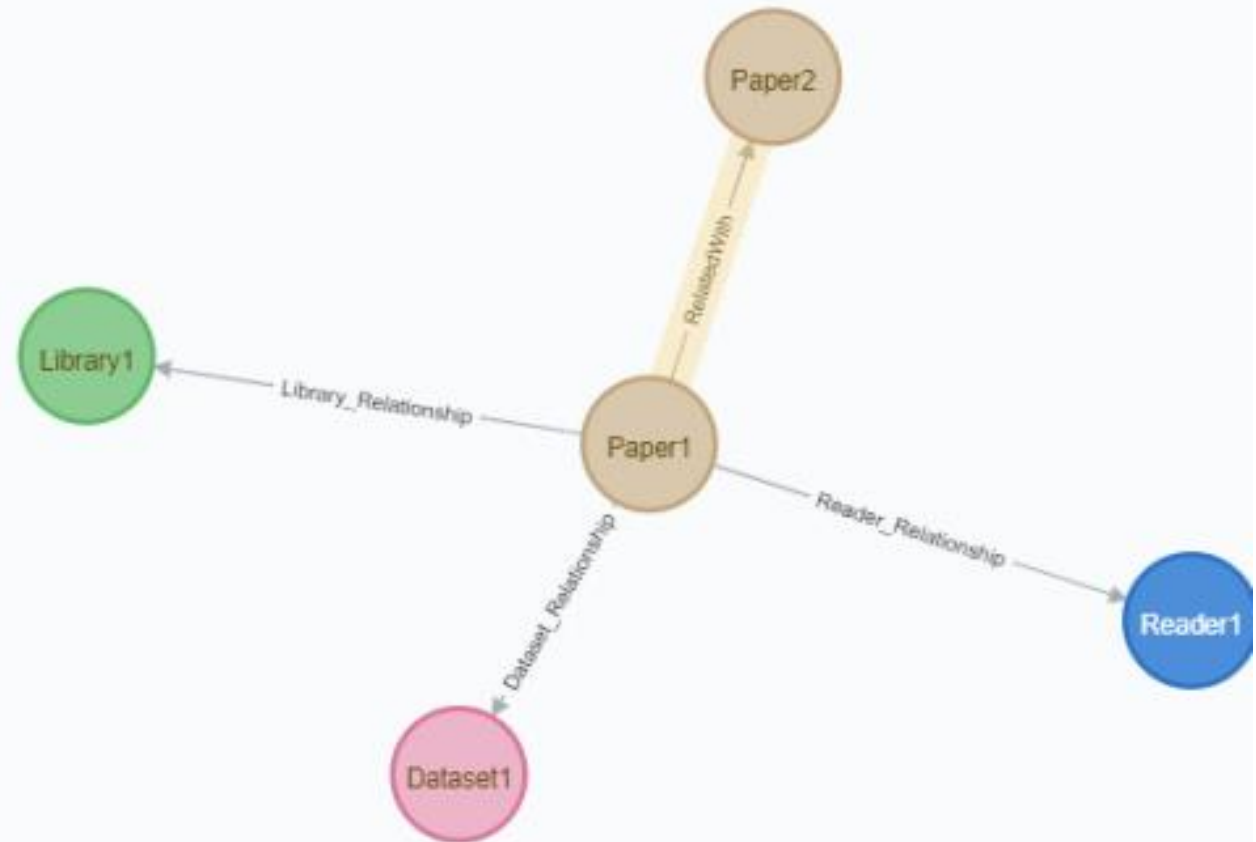 Paper2
RelatedWith
Library1
Library_Relationship
Paper1
Reader_Relationship
Dataset_Relationship
Reader1
Dataset1